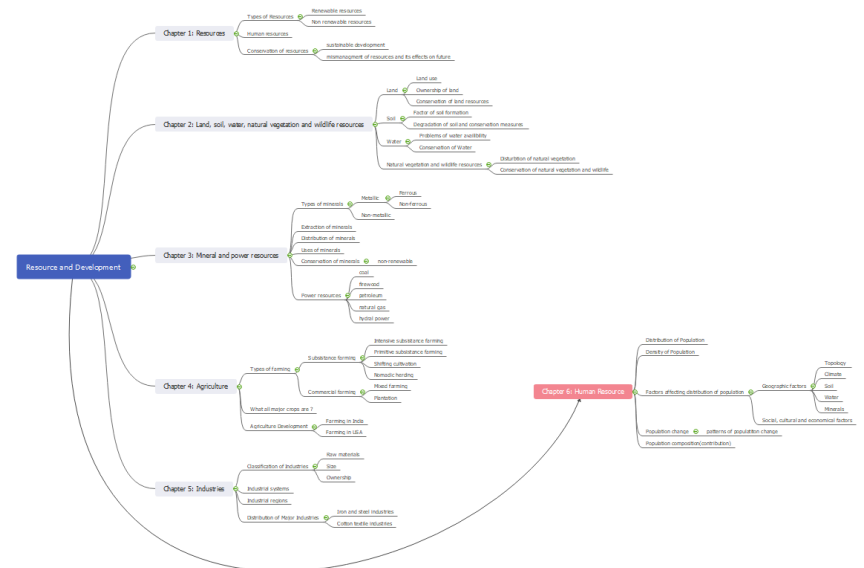 Resource and Development
Chapter 1: Resources
Types of Resources
Renewable resources
Non renewable resources
Human resources
Conservation of resources
sustainable development
mismanagment of resources and its effects on future
Chapter 2: Land, soil, water, natural vegetation and wildlife resources
Land
Land use
Ownership of land
Conservation of land resources
Soil
Factor of soil formation
Degradation of soil and conservation measures
Water
Problems of water availibility
Conservation of Water
Natural vegetation and wildlife resources
Disturbtion of natural vegetation
Conservation of natural vegetation and wildlife
Chapter 3: Mineral and power resources
Types of minerals
Metallic
Ferrous
Non-Ferrous
Non-metallic
Extraction of minerals
Distribution of minerals
Uses of minerals
Conservation of minerals
non-renewable
Power resources
coal
firewood
petroleum
natural gas
hydal power
Chapter 4: Agriculture
Types of farming
Subsistance farming
Intensive subsistance farming
Primitive subsistance farming
Shifting cultivation
Nomadic herding
Commercial farming
Mixed farming
Plantation
What all major crops are ?
Agriculture Development
Farming in India
Farming in USA
Chapter 5: Industries
Classification of Industries
Raw materials
Size
Ownership
Industrial systems
Industrial regions
Distribution of Major Industries
Iron and steel industries
Cotton textile industries
Chapter 6: Human Resource
Distribution of Population
Density of Population
Factors affecting distribution of population
Geographic factors
Topology
Climate
Soil
Water
Minerals
Social, cultural and economical factors
Population change
patterns of population change
Population composition(contribution)